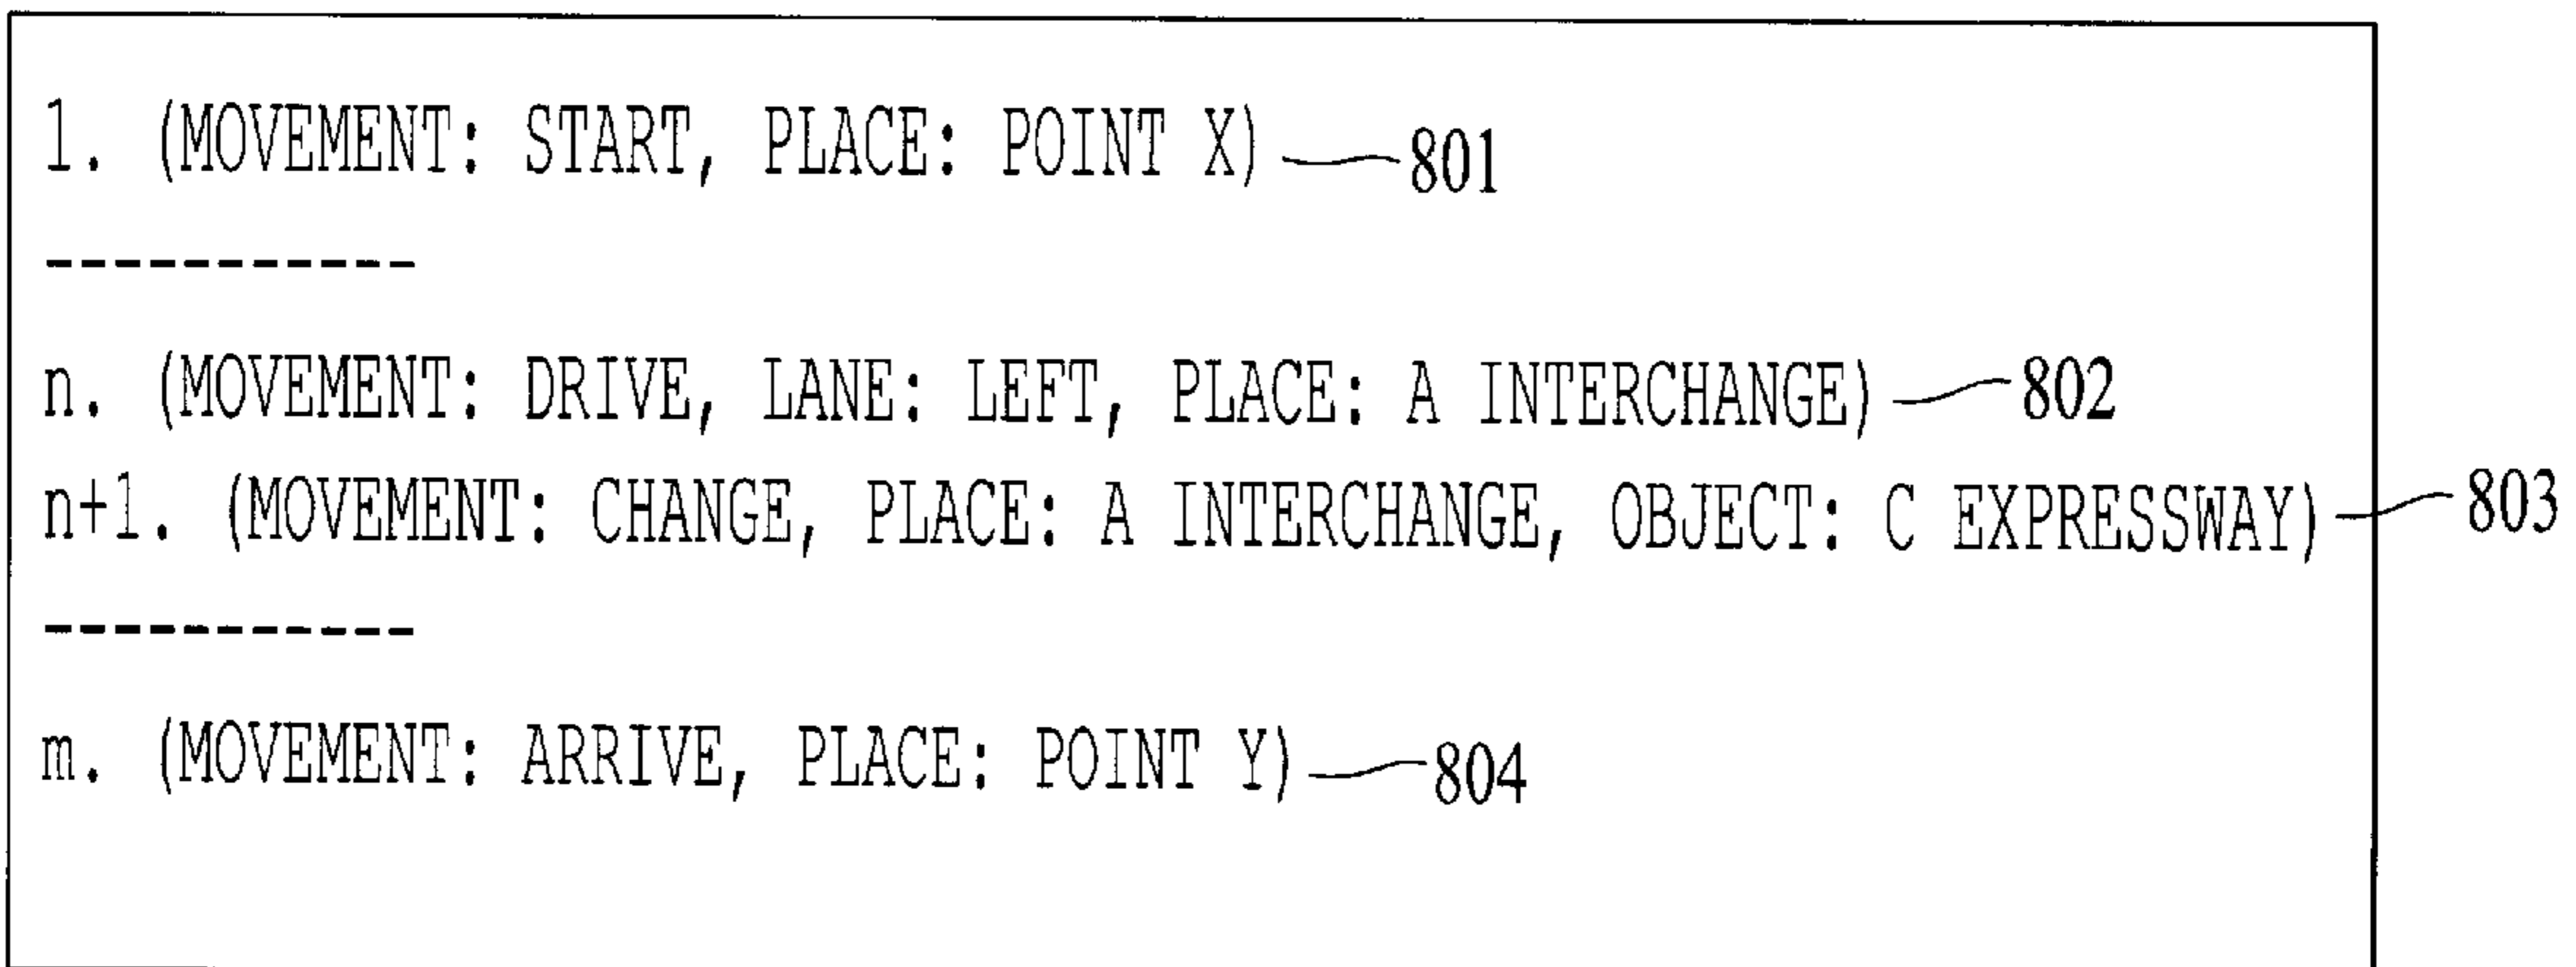 1. (MOVEMENT: START, PLACE: POINT X) 801
-----------
n. (MOVEMENT: DRIVE, LANE: LEFT, PLACE: A INTERCHANGE) 802
n+1. (MOVEMENT: CHANGE, PLACE: A INTERCHANGE, OBJECT: C EXPRESSWAY) 803
-----------
m. (MOVEMENT: ARRIVE, PLACE: POINT Y) 804